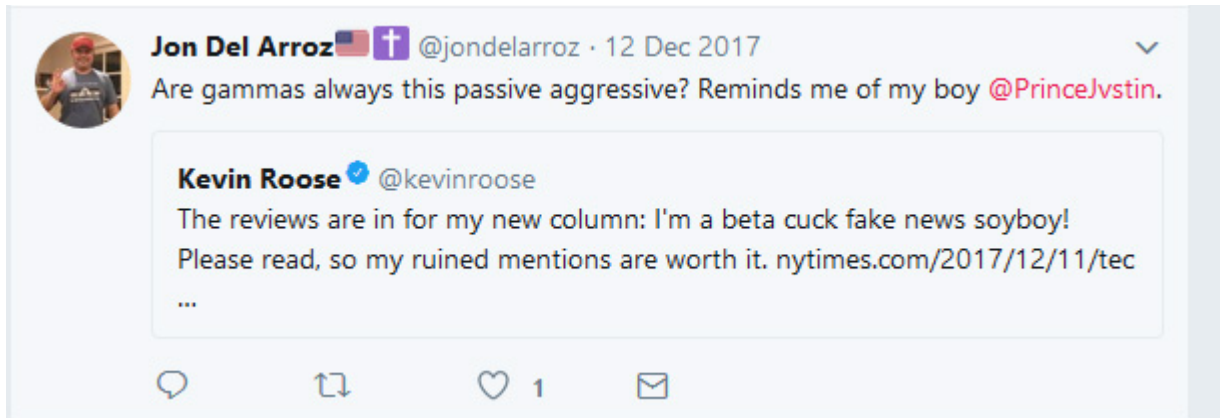 Jon Del Arroz🇺🇸✝️ @jondelarroz · 12 Dec 2017
Are gammas always this passive aggressive? Reminds me of my boy @PrinceJvstin.
Kevin Roose @kevinroose
The reviews are in for my new column: I'm a beta cuck fake news soyboy!
Please read, so my ruined mentions are worth it. nytimes.com/2017/12/11/tec
...
1